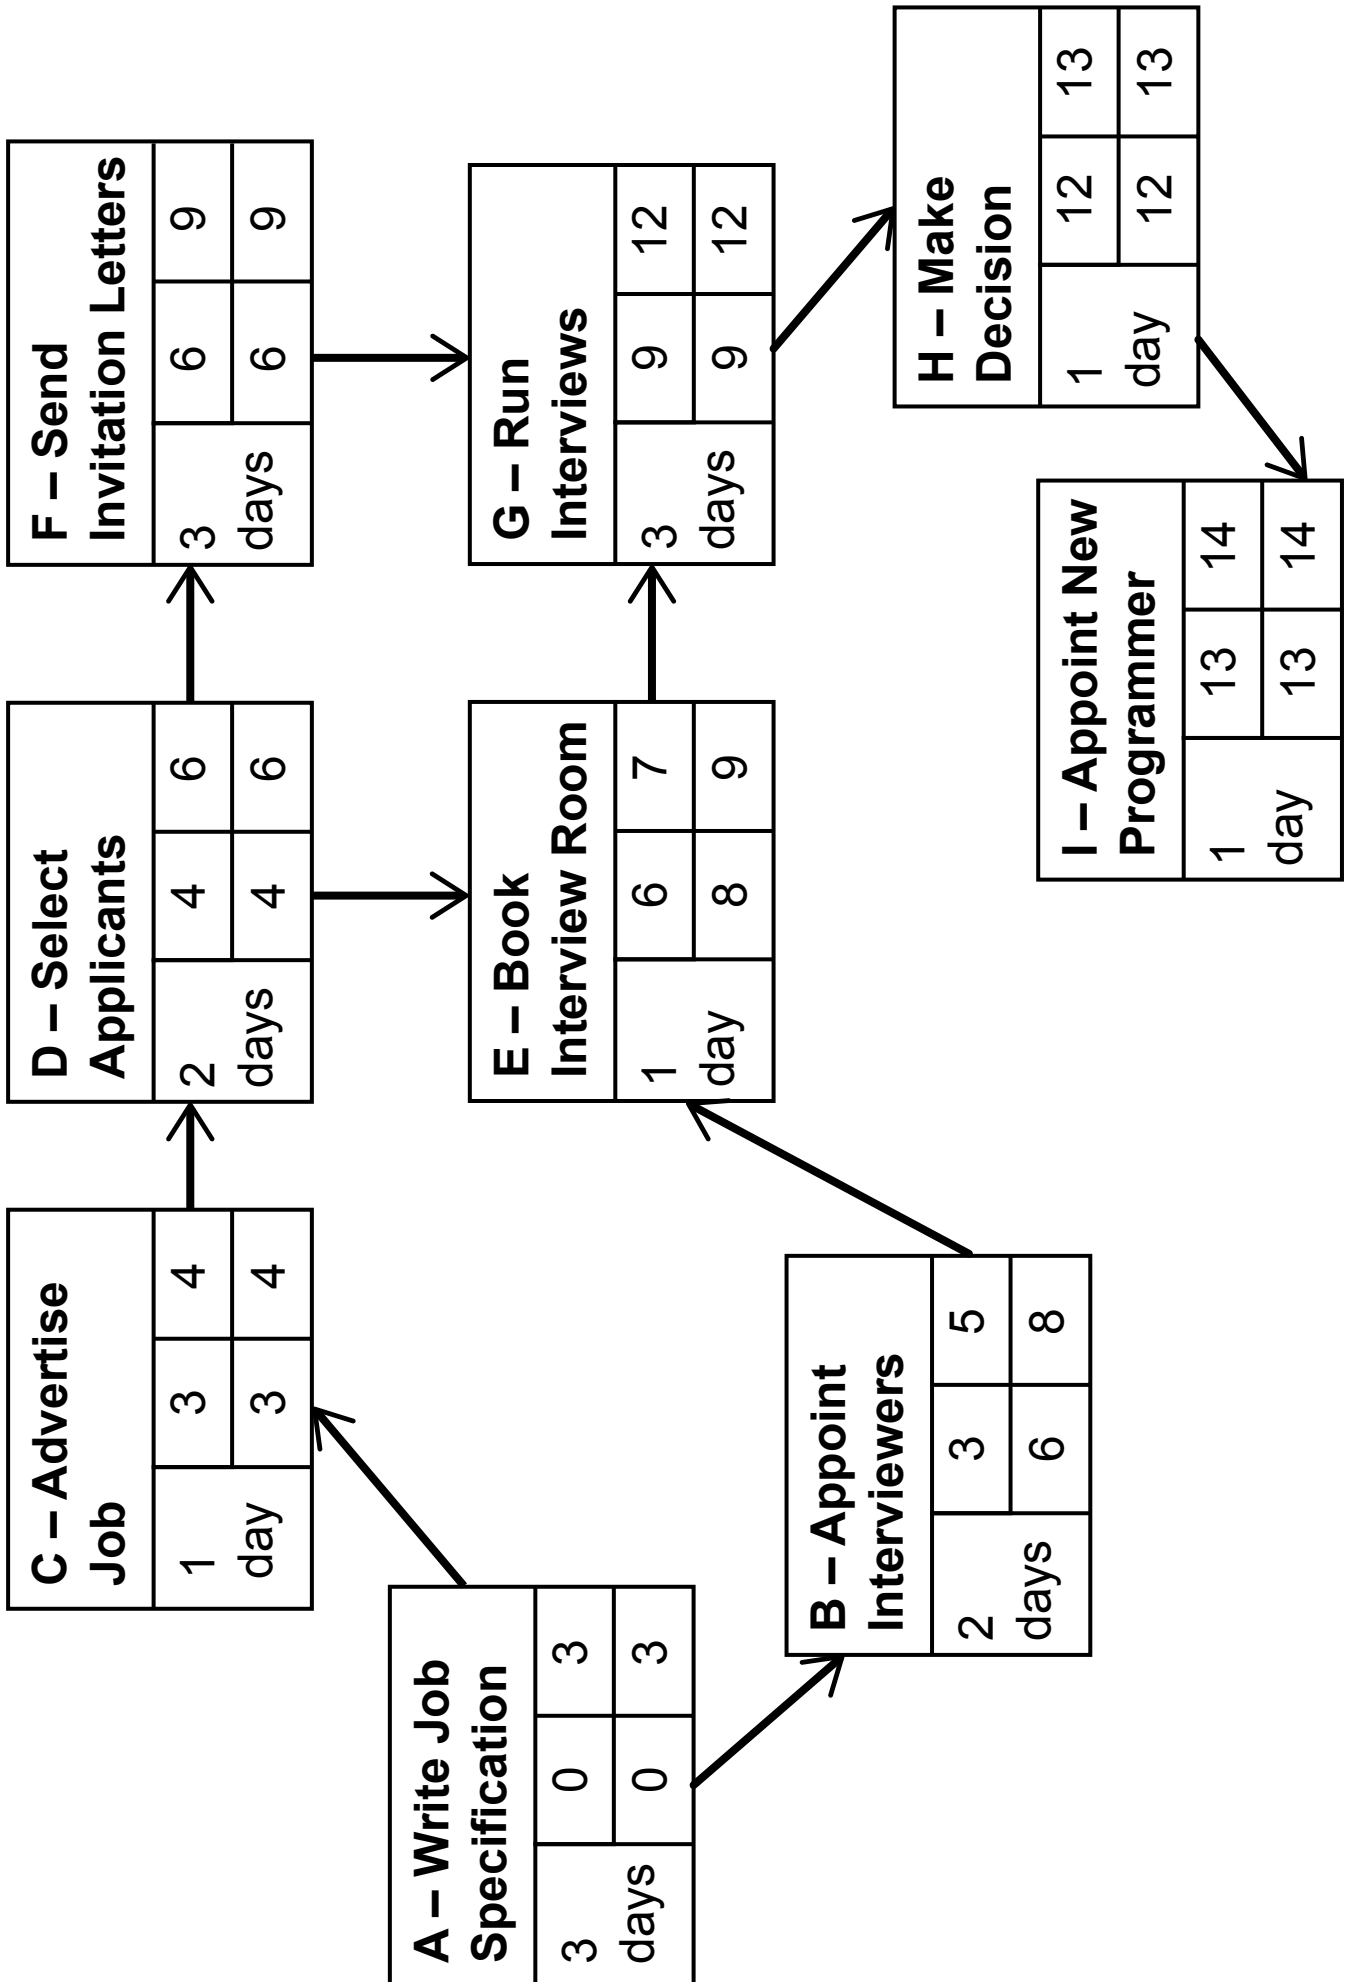 C – Advertise
Job
1
day
3 4
3 4
D – Select
Applicants
2
days
4 6
4 6
F – Send
Invitation Letters
3
days
6 9
6 9
A – Write Job
Specification
3
days
0 3
0 3
E – Book
Interview Room
1
day
6 7
8 9
G – Run
Interviews
3
days
9 12
9 12
B – Appoint
Interviewers
2
days
3 5
6 8
H – Make
Decision
1
day
12 13
12 13
I – Appoint New
Programmer
1
day
13 14
13 14